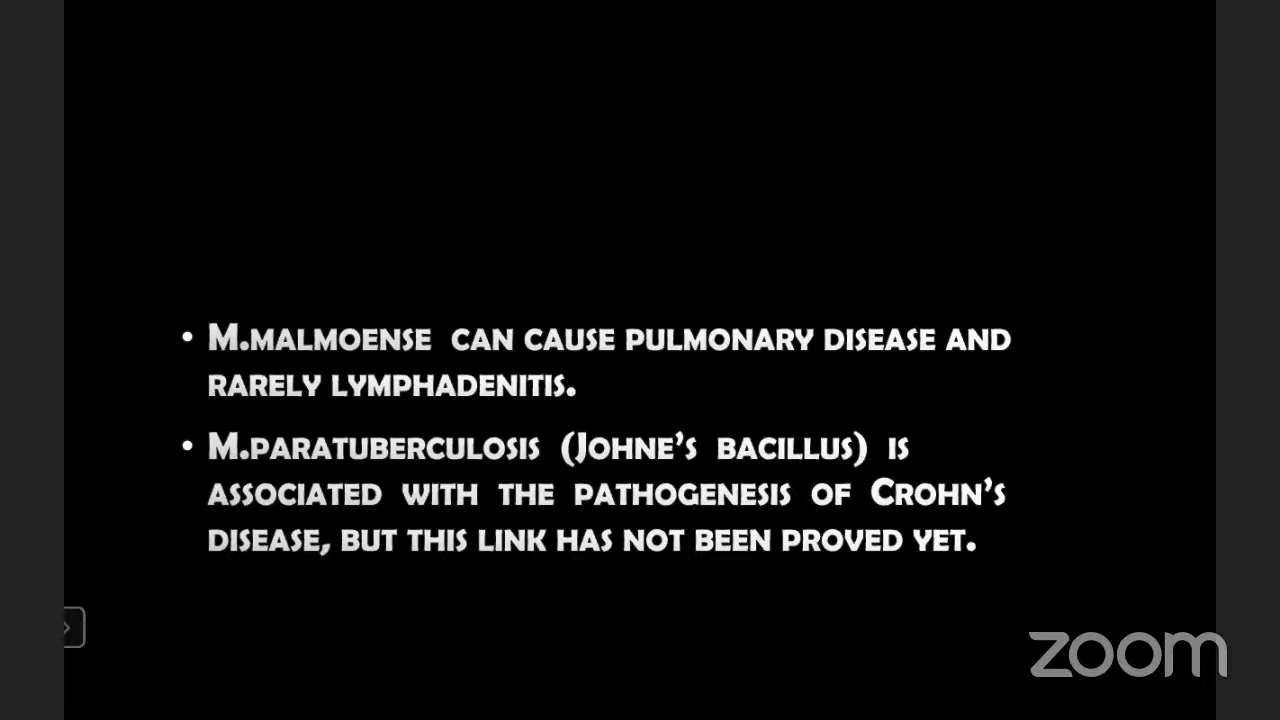 • M.MALMOENSE CAN CAUSE PULMONARY DISEASE AND
RARELY LYMPHADENITIS.
• M.PARATUBERCULOSIS (JOHNE'S BACILLUS) IS
ASSOCIATED WITH THE PATHOGENESIS OF CROHN'S
DISEASE, BUT THIS LINK HAS NOT BEEN PROVED YET.
zoom